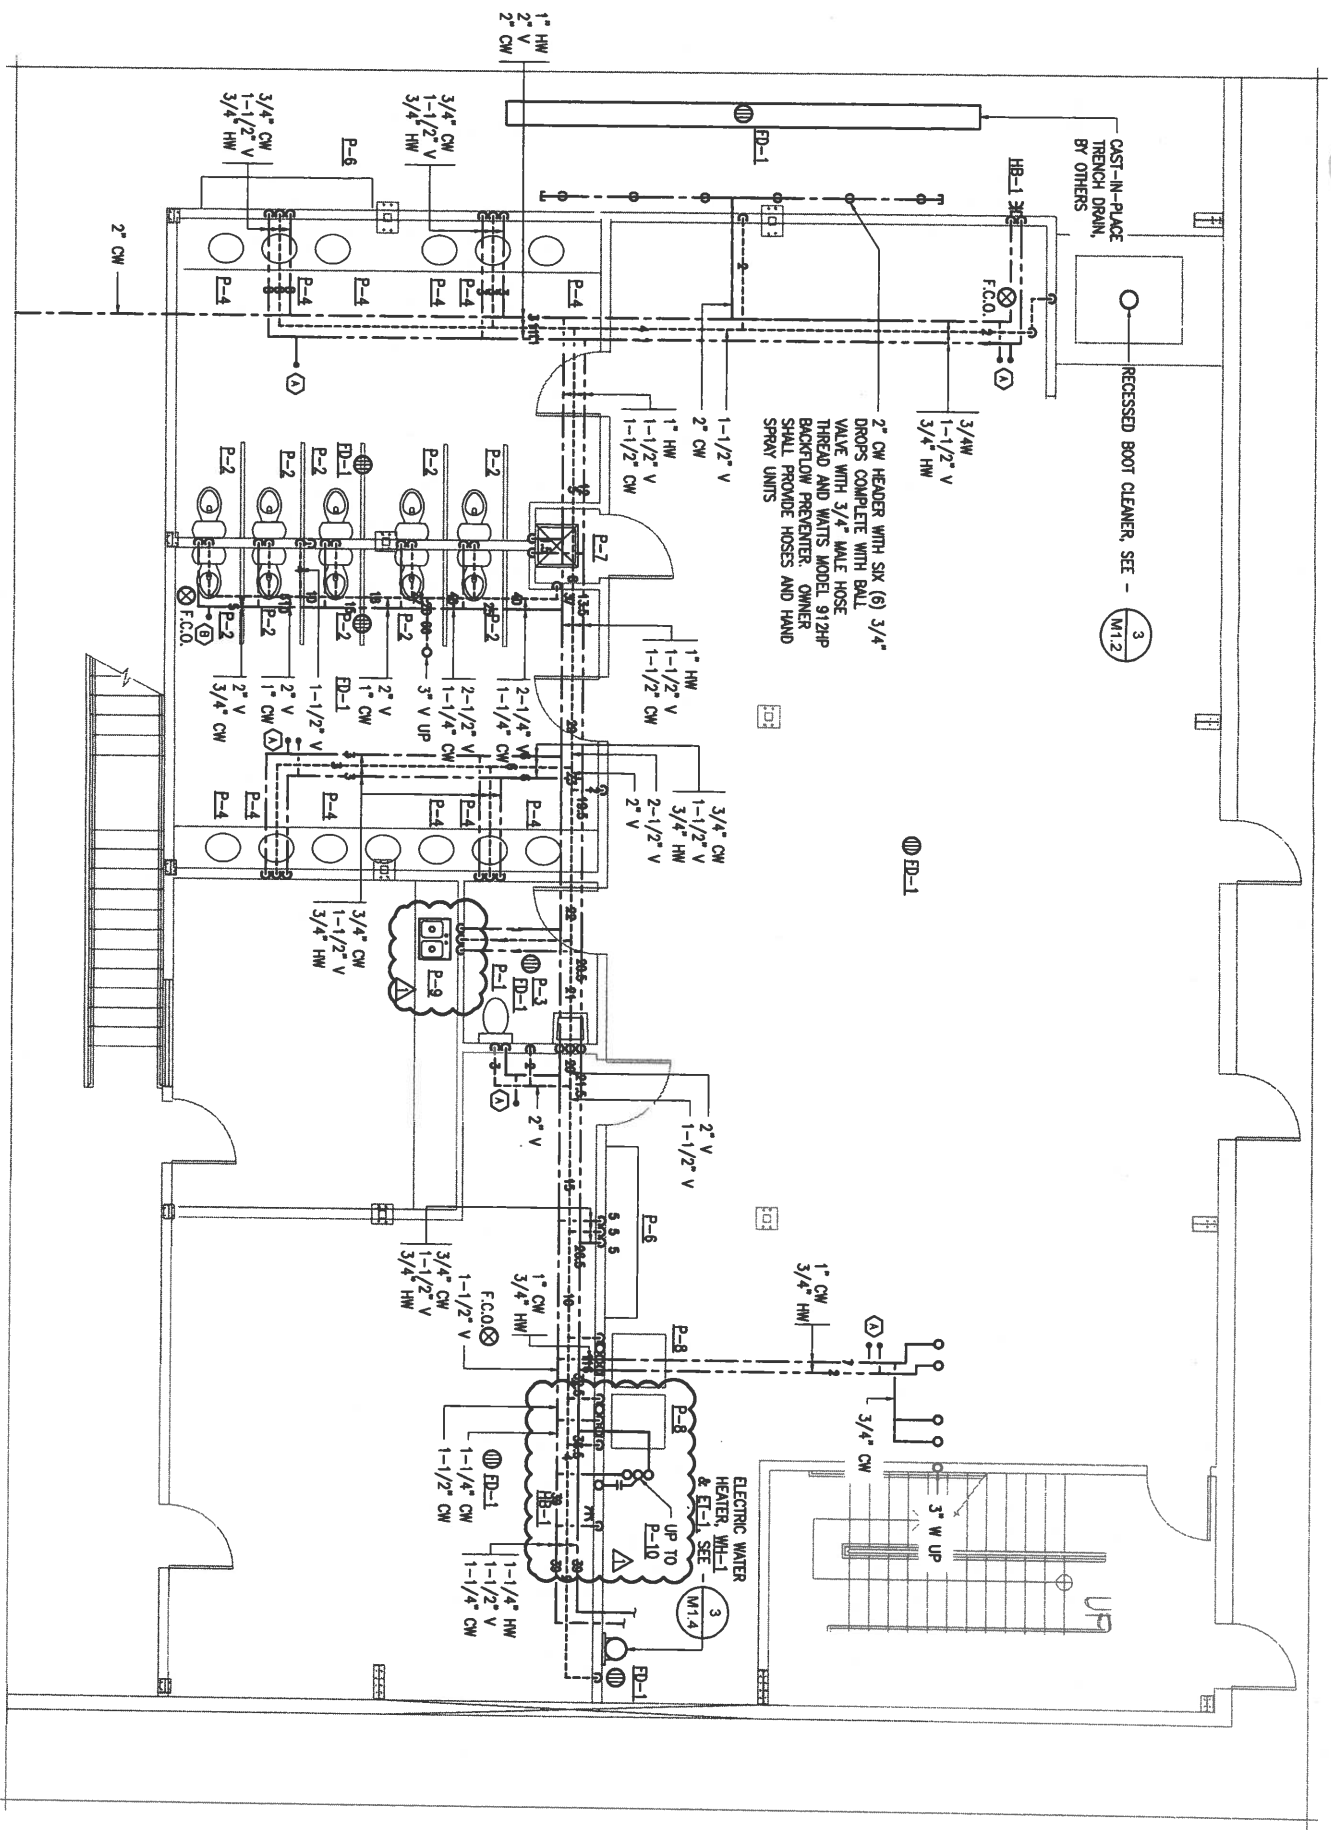 1" HW
2" V
2" CW
CAST-IN-PLACE
TRENCH DRAIN,
BY OTHERS
HB-1
FD-1
RECESSED BOOT CLEANER, SEE -
3
M1.2
3/4" CW
1-1/2" V
3/4" HW
P-6
3/4" CW
1-1/2" V
3/4" HW
2" CW
F.C.O.
P-4
P-4
P-4
P-4
P-4
P-4
A
A
3/4W
1-1/2" V
3/4" HW
2" CW HEADER WITH SIX (6) 3/4"
DROPS COMPLETE WITH BALL
VALVE WITH 3/4" MALE HOSE
THREAD AND WATTS MODEL 912HP
BACKFLOW PREVENTER. OWNER
SHALL PROVIDE HOSES AND HAND
SPRAY UNITS
1-1/2" V
2" CW
1" HW
1-1/2" V
1-1/2" CW
P-2
P-2
P-2
FD-1
P-2
P-2
P-7
F.C.O.
B
P-2
P-2
P-2
P-2
P-2
1" HW
1-1/2" V
1-1/2" CW
2" V
3/4" CW
2" V
1" CW
1-1/2" V
FD-1
2" V
1" CW
3" V UP
2-1/2" V
1-1/4" CW
2-1/4" V
1-1/4" CW
A
3/4" CW
1-1/2" V
3/4" HW
2-1/2" V
2" V
P-4
P-4
P-4
P-4
P-4
P-4
FD-1
3/4" CW
1-1/2" V
3/4" HW
P-9
1
P-1
FD-1
P-3
A
2" V
2" V
1-1/2" V
P-6
3/4" CW
1-1/2" V
3/4" HW
1-1/2" V
F.C.O.
1" CW
3/4" HW
P-8
1" CW
3/4" HW
A
3/4" CW
P-8
FD-1
1-1/4" CW
1-1/2" CW
HB-1
UP TO
P-10
1
ELECTRIC WATER
HEATER, WH-1
& ET-1, SEE -
3
M1.4
1-1/4" HW
1-1/2" V
1-1/4" CW
FD-1
3" W UP
UP